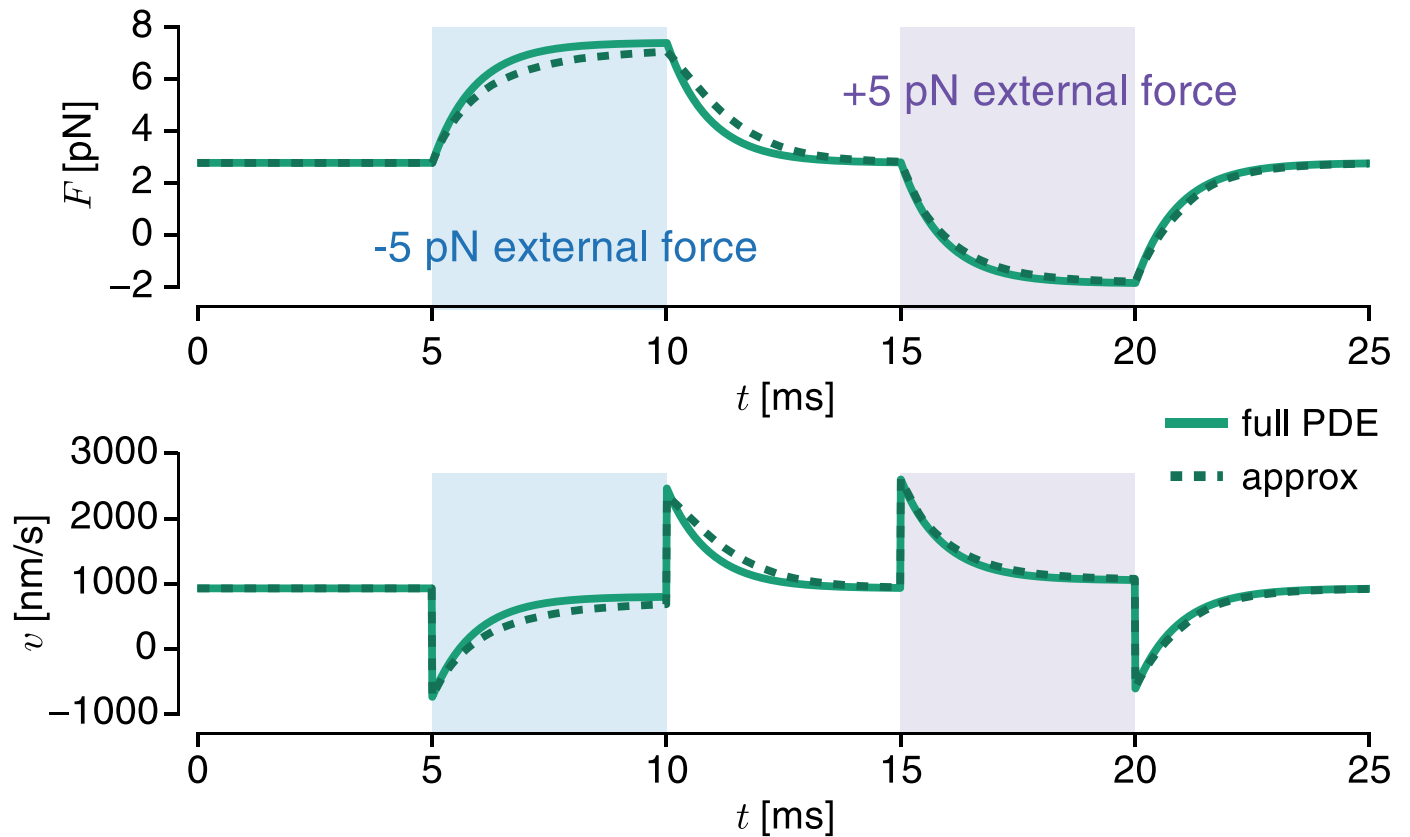 8
6
4
2
0
−2
F [pN]
+5 pN external force
-5 pN external force
0 5 10 15 20 25
t [ms]
full PDE
approx
3000
2000
1000
0
−1000
v [nm/s]
0 5 10 15 20 25
t [ms]